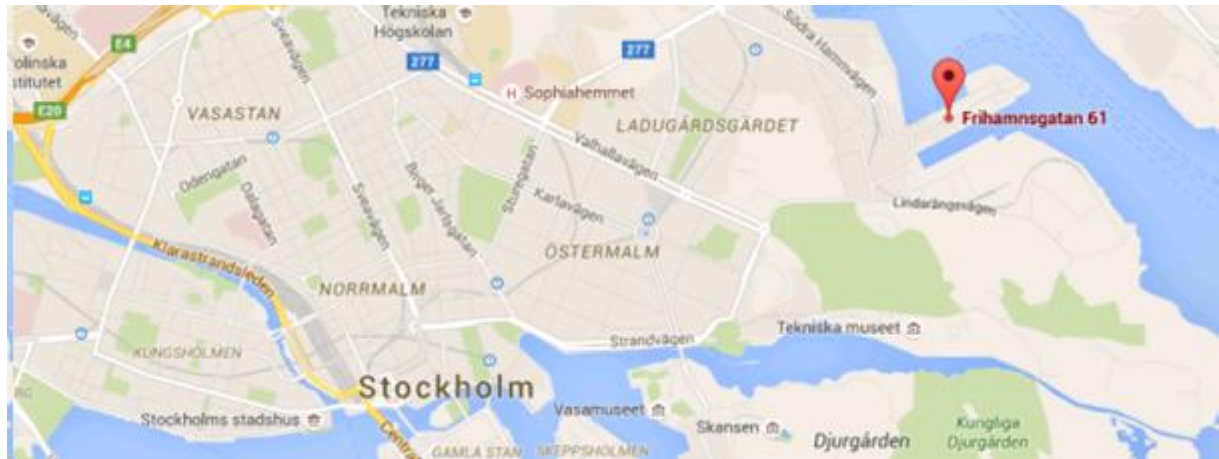 Tekniska
Högskolan
E4
277
277
olinska
stitutet
Sveavägen
Södra Hamnvägen
H Sophiahemmet
E20
VASASTAN
LADUGÅRDSGÄRDET
Frihamnsgatan 61
Valhallavägen
Odengatan
Dalagatan
Sveavägen
Birger Jarlsgatan
Sturegatan
Karlavägen
Lindarängsvägen
Klarastrandsleden
ÖSTERMALM
NORRMALM
Strandvägen
Tekniska museet
KUNGSHOLMEN
Stockholm
Stockholms stadshus
Vasamuseet
Skansen
Djurgården
Kungliga
Djurgården
Centra
GAMLA STAN
SKEPPSHOLMEN